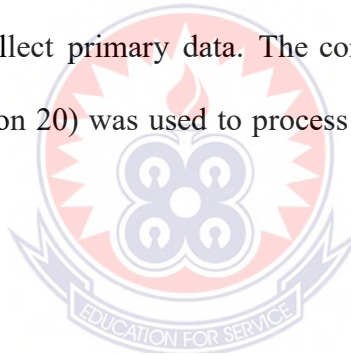 llect primary data. The co
on 20) was used to process
EDUCATION FOR SERVICE